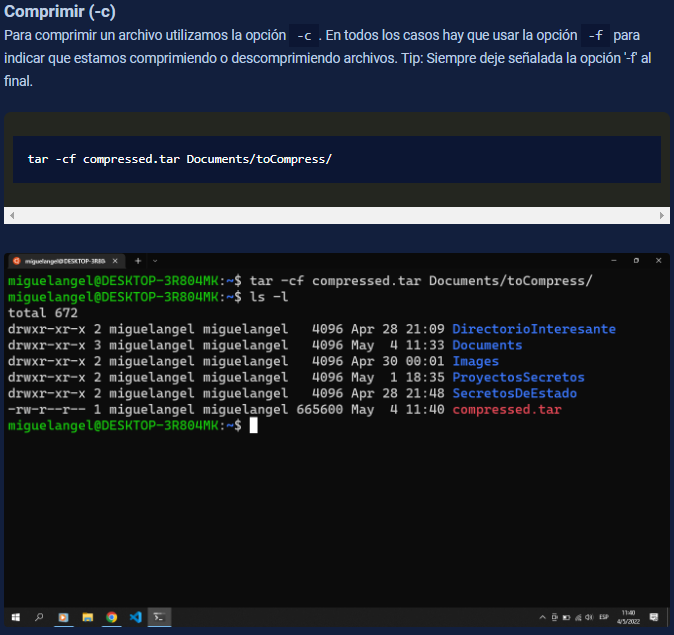 Comprimir (-c)
Para comprimir un archivo utilizamos la opción -c . En todos los casos hay que usar la opción -f para
indicar que estamos comprimiendo o descomprimiendo archivos. Tip: Siempre deje señalada la opción '-f' al
final.
tar -cf compressed.tar Documents/toCompress/
miguelangel@DESKTOP-3R804
miguelangel@DESKTOP-3R804MK:~$ tar -cf compressed.tar Documents/toCompress/
miguelangel@DESKTOP-3R804MK:~$ ls -l
total 672
drwxr-xr-x 2 miguelangel miguelangel   4096 Apr 28 21:09 DirectorioInteresante
drwxr-xr-x 3 miguelangel miguelangel   4096 May  4 11:33 Documents
drwxr-xr-x 2 miguelangel miguelangel   4096 Apr 30 00:01 Images
drwxr-xr-x 2 miguelangel miguelangel   4096 May  1 18:35 ProyectosSecretos
drwxr-xr-x 2 miguelangel miguelangel   4096 Apr 28 21:48 SecretosDeEstado
-rw-r--r-- 1 miguelangel miguelangel 665600 May  4 11:40 compressed.tar
miguelangel@DESKTOP-3R804MK:~$
ESP
11:40
4/5/2022